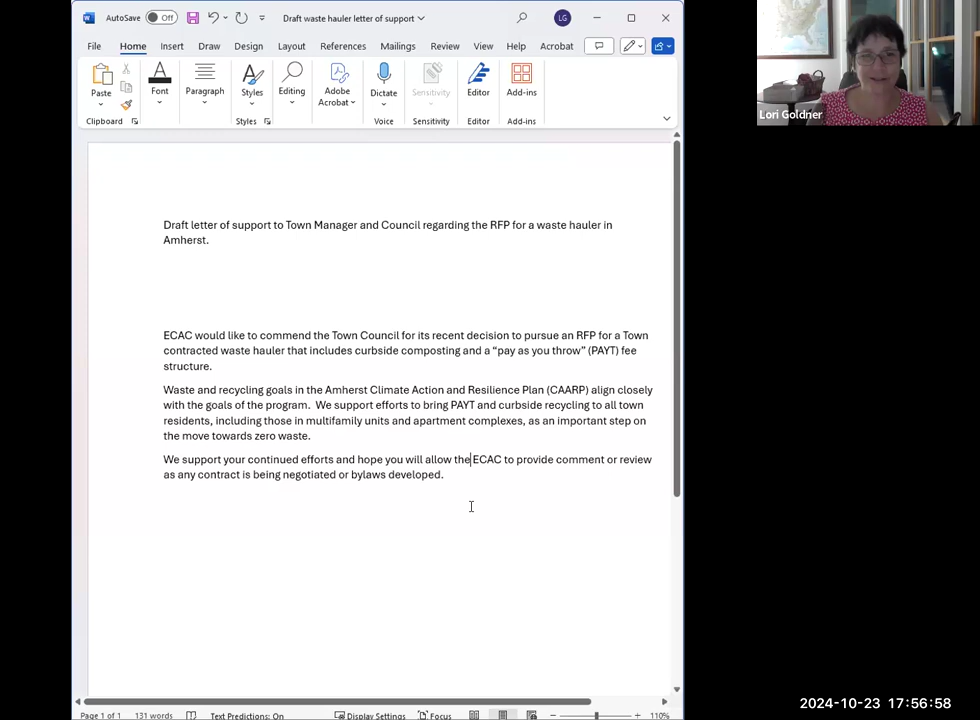 AutoSave Off Draft waste hauler letter of support LG
File Home Insert Draw Design Layout References Mailings Review View Help Acrobat
Paste Font Paragraph Styles Editing Adobe Acrobat Dictate Sensitivity Editor Add-ins
Clipboard Styles Voice Sensitivity Editor Add-ins
Lori Goldner
Draft letter of support to Town Manager and Council regarding the RFP for a waste hauler in
Amherst.
ECAC would like to commend the Town Council for its recent decision to pursue an RFP for a Town
contracted waste hauler that includes curbside composting and a “pay as you throw” (PAYT) fee
structure.
Waste and recycling goals in the Amherst Climate Action and Resilience Plan (CAARP) align closely
with the goals of the program.  We support efforts to bring PAYT and curbside recycling to all town
residents, including those in multifamily units and apartment complexes, as an important step on
the move towards zero waste.
We support your continued efforts and hope you will allow the ECAC to provide comment or review
as any contract is being negotiated or bylaws developed.
Page 1 of 1 131 words Text Predictions: On Display Settings Focus 110%
2024-10-23 17:56:58